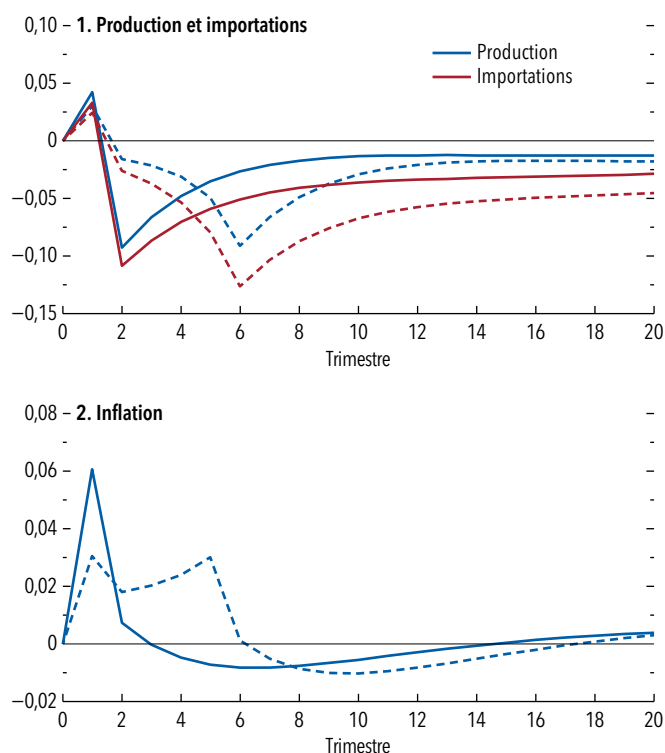 0,10
1. Production et importations
Production
Importations
0,05
0
−0,05
−0,10
−0,15
0 2 4 6 8 10 12 14 16 18 20
Trimestre
0,08
2. Inflation
0,06
0,04
0,02
0
−0,02
0 2 4 6 8 10 12 14 16 18 20
Trimestre